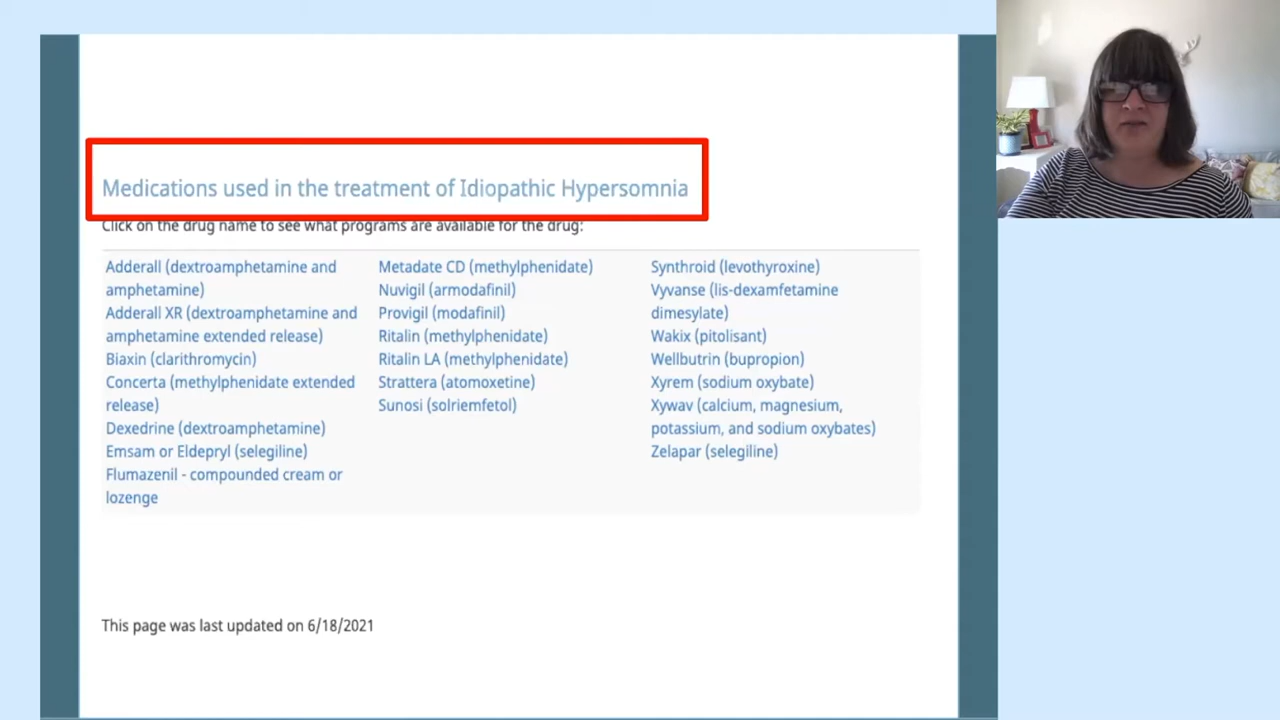 Medications used in the treatment of Idiopathic Hypersomnia
Click on the drug name to see what programs are available for the drug:
Adderall (dextroamphetamine and
amphetamine)
Adderall XR (dextroamphetamine and
amphetamine extended release)
Biaxin (clarithromycin)
Concerta (methylphenidate extended
release)
Dexedrine (dextroamphetamine)
Emsam or Eldepryl (selegiline)
Flumazenil - compounded cream or
lozenge
Metadate CD (methylphenidate)
Nuvigil (armodafinil)
Provigil (modafinil)
Ritalin (methylphenidate)
Ritalin LA (methylphenidate)
Strattera (atomoxetine)
Sunosi (solriemfetol)
Synthroid (levothyroxine)
Vyvanse (lis-dexamfetamine
dimesylate)
Wakix (pitolisant)
Wellbutrin (bupropion)
Xyrem (sodium oxybate)
Xywav (calcium, magnesium,
potassium, and sodium oxybates)
Zelapar (selegiline)
This page was last updated on 6/18/2021